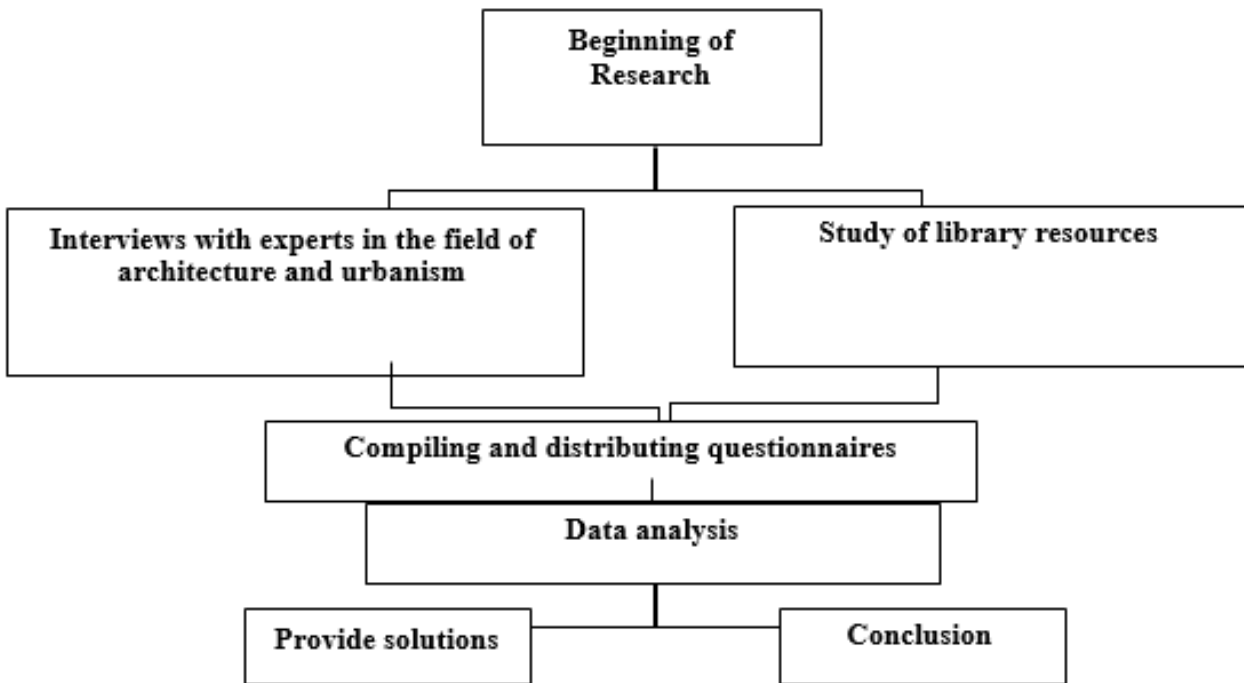 Beginning of
Research
Interviews with experts in the field of
architecture and urbanism
Study of library resources
Compiling and distributing questionnaires
Data analysis
Provide solutions
Conclusion